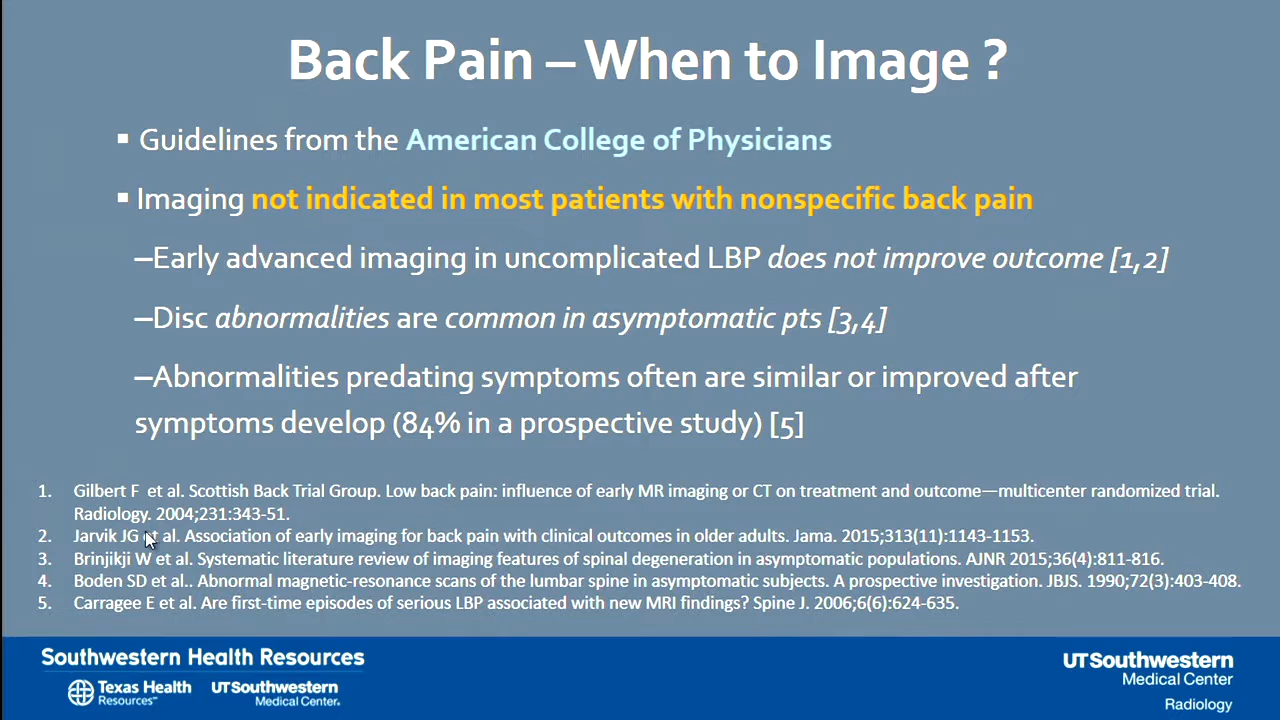 Back Pain – When to Image ?
▪ Guidelines from the American College of Physicians
▪ Imaging not indicated in most patients with nonspecific back pain
–Early advanced imaging in uncomplicated LBP does not improve outcome [1,2]
–Disc abnormalities are common in asymptomatic pts [3,4]
–Abnormalities predating symptoms often are similar or improved after
symptoms develop (84% in a prospective study) [5]
1. Gilbert F et al. Scottish Back Trial Group. Low back pain: influence of early MR imaging or CT on treatment and outcome—multicenter randomized trial.
Radiology. 2004;231:343-51.
2. Jarvik JG et al. Association of early imaging for back pain with clinical outcomes in older adults. Jama. 2015;313(11):1143-1153.
3. Brinjikji W et al. Systematic literature review of imaging features of spinal degeneration in asymptomatic populations. AJNR 2015;36(4):811-816.
4. Boden SD et al.. Abnormal magnetic-resonance scans of the lumbar spine in asymptomatic subjects. A prospective investigation. JBJS. 1990;72(3):403-408.
5. Carragee E et al. Are first-time episodes of serious LBP associated with new MRI findings? Spine J. 2006;6(6):624-635.
Southwestern Health Resources
Texas Health
Resources
UTSouthwestern
Medical Center
UTSouthwestern
Medical Center
Radiology